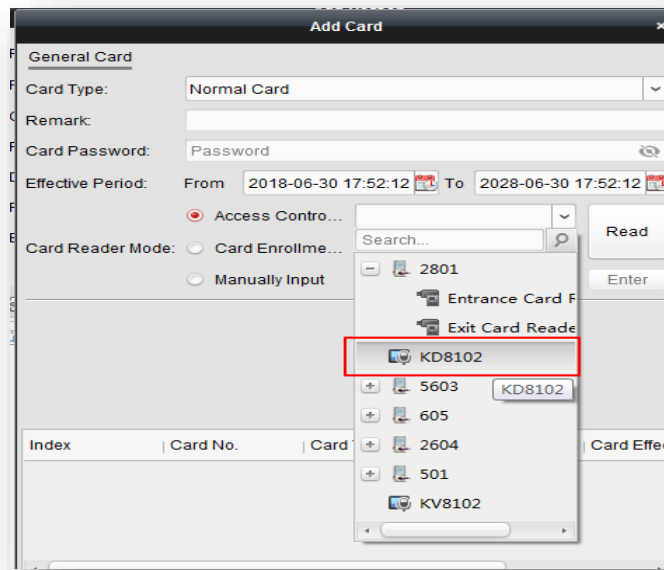 Add Card
General Card
Card Type: Normal Card
Remark:
Card Password: Password
Effective Period: From 2018-06-30 17:52:12 To 2028-06-30 17:52:12
Access Contro...
Search...
Read
Card Reader Mode: Card Enrollme...
2801
Manually Input
Enter
Entrance Card R
Exit Card Reade
KD8102
5603 KD8102
605
Index Card No. Card
2604
Card Effe
501
KV8102